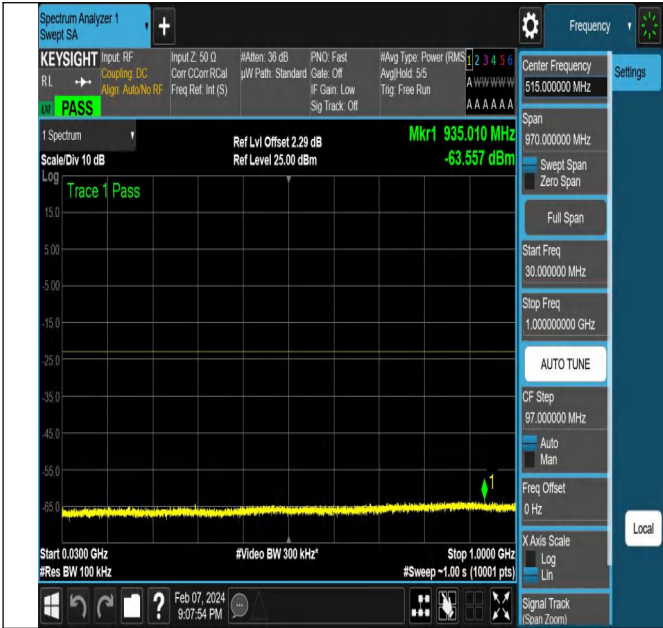 Spectrum Analyzer 1
Swept SA
Frequency
KEYSIGHT
RL
PASS
Input: RF
Coupling: DC
Align: Auto/No RF
Input Z: 50 Ω
Corr CCorr RCal
Freq Ref: Int (S)
#Atten: 36 dB
µW Path: Standard
PNO: Fast
Gate: Off
IF Gain: Low
Sig Track: Off
#Avg Type: Power (RMS
Avg|Hold: 5/5
Trig: Free Run
1 2 3 4 5 6
A W W W W W
A A A A A A
1 Spectrum
Scale/Div 10 dB
Ref Lvl Offset 2.29 dB
Ref Level 25.00 dBm
Mkr1 935.010 MHz
-63.557 dBm
Log
Trace 1 Pass
15.0
5.00
-5.00
-15.0
-25.0
-35.0
-45.0
-55.0
-65.0
1
Start 0.0300 GHz
#Res BW 100 kHz
#Video BW 300 kHz*
Stop 1.0000 GHz
#Sweep ~1.00 s (10001 pts)
Feb 07, 2024
9:07:54 PM
Center Frequency
515.000000 MHz
Span
970.000000 MHz
Swept Span
Zero Span
Full Span
Start Freq
30.000000 MHz
Stop Freq
1.000000000 GHz
AUTO TUNE
CF Step
97.000000 MHz
Auto
Man
Freq Offset
0 Hz
X Axis Scale
Log
Lin
Signal Track
(Span Zoom)
Settings
Local